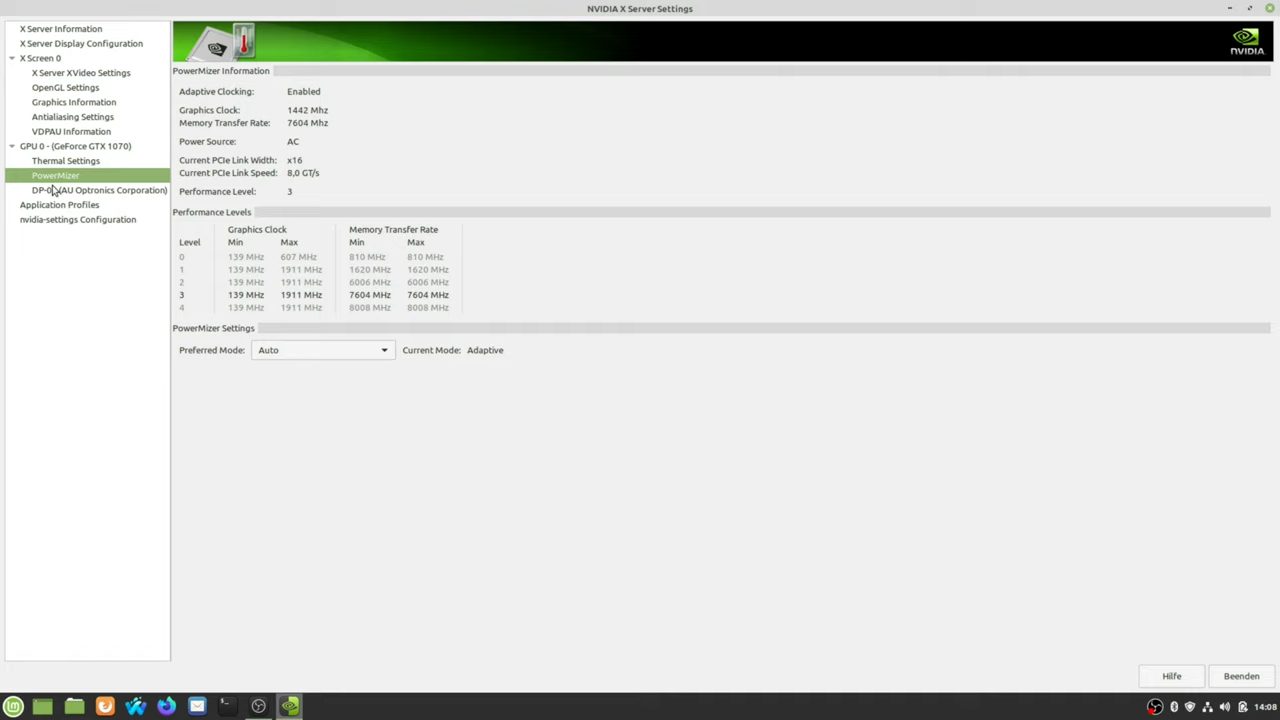 NVIDIA X Server Settings
X Server Information
X Server Display Configuration
X Screen 0
X Server XVideo Settings
OpenGL Settings
Graphics Information
Antialiasing Settings
VDPAU Information
GPU 0 - (GeForce GTX 1070)
Thermal Settings
PowerMizer
DP-0 (AU Optronics Corporation)
Application Profiles
nvidia-settings Configuration
NVIDIA.
PowerMizer Information
Adaptive Clocking: Enabled
Graphics Clock: 1442 Mhz
Memory Transfer Rate: 7604 Mhz
Power Source: AC
Current PCIe Link Width: x16
Current PCIe Link Speed: 8,0 GT/s
Performance Level: 3
Performance Levels
Graphics Clock Memory Transfer Rate
Level Min Max Min Max
0 139 MHz 607 MHz 810 MHz 810 MHz
1 139 MHz 1911 MHz 1620 MHz 1620 MHz
2 139 MHz 1911 MHz 6006 MHz 6006 MHz
3 139 MHz 1911 MHz 7604 MHz 7604 MHz
4 139 MHz 1911 MHz 8008 MHz 8008 MHz
PowerMizer Settings
Preferred Mode: Auto Current Mode: Adaptive
Hilfe Beenden
14:08